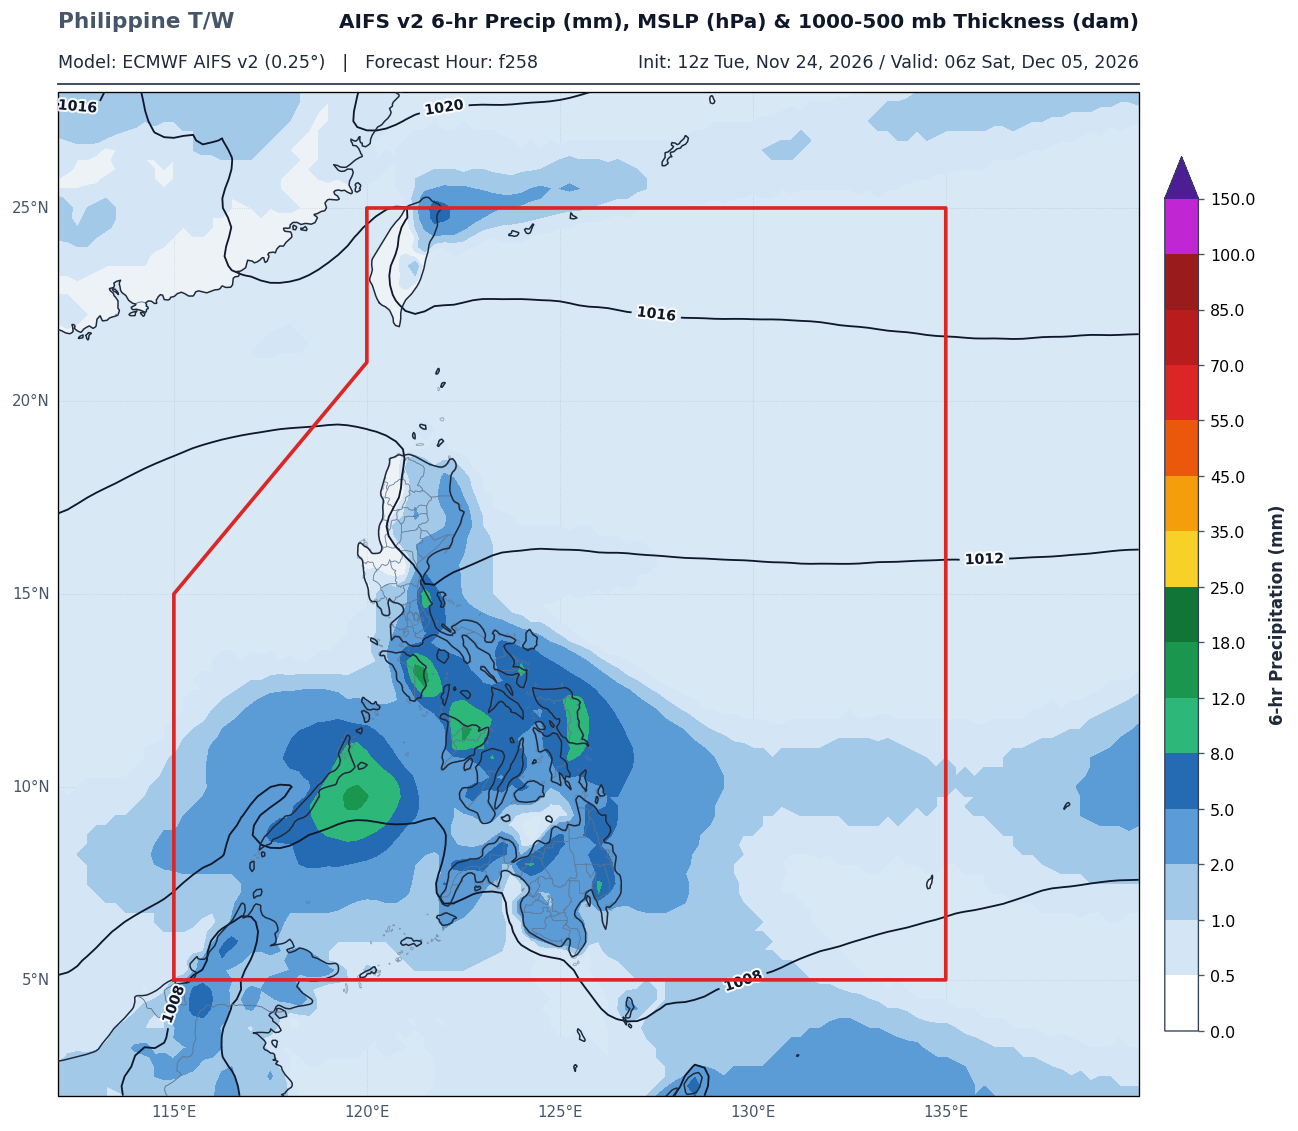 Philippine T/W
AIFS v2 6-hr Precip (mm), MSLP (hPa) & 1000-500 mb Thickness (dam)
Model: ECMWF AIFS v2 (0.25°) | Forecast Hour: f258
Init: 12z Tue, Nov 24, 2026 / Valid: 06z Sat, Dec 05, 2026
1016
1020
25°N
1016
20°N
1012
15°N
10°N
5°N
1008
1008
115°E
120°E
125°E
130°E
135°E
150.0
100.0
85.0
70.0
55.0
45.0
35.0
25.0
18.0
12.0
8.0
5.0
2.0
1.0
0.5
0.0
6-hr Precipitation (mm)